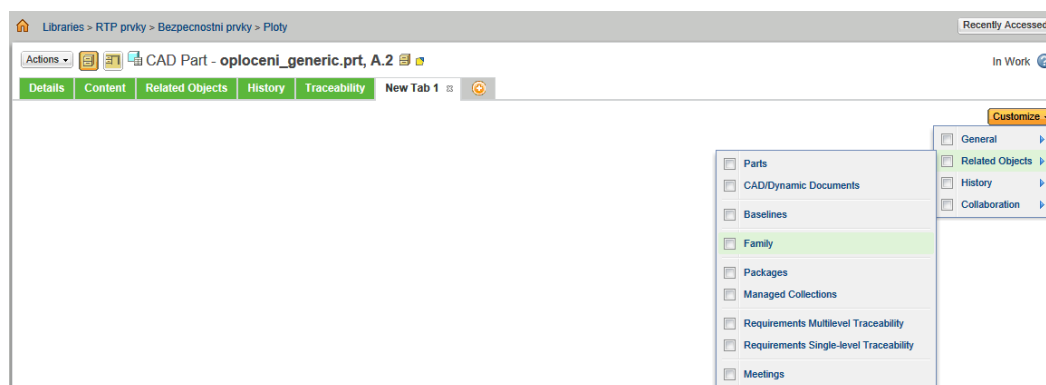 Libraries > RTP prvky > Bezpecnostni prvky > Ploty
Recently Accessed
Actions
CAD Part - oploceni_generic.prt, A.2
In Work
Details
Content
Related Objects
History
Traceability
New Tab 1
Customize
General
Related Objects
History
Collaboration
Parts
CAD/Dynamic Documents
Baselines
Family
Packages
Managed Collections
Requirements Multilevel Traceability
Requirements Single-level Traceability
Meetings